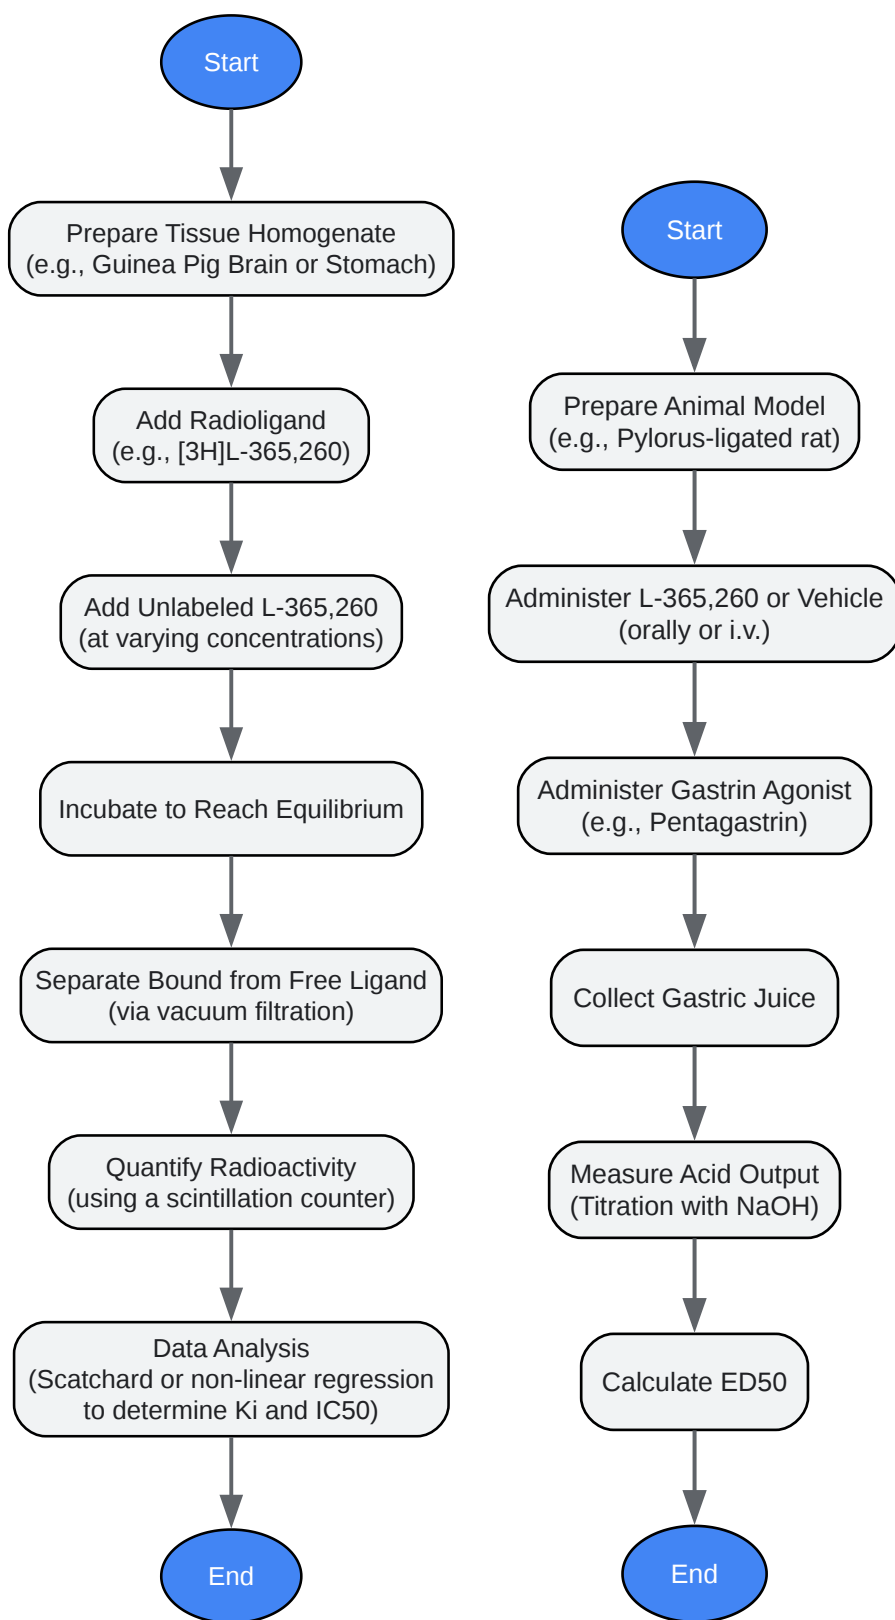 Start
Prepare Tissue Homogenate
(e.g., Guinea Pig Brain or Stomach)
Add Radioligand
(e.g., [3H]L-365,260)
Add Unlabeled L-365,260
(at varying concentrations)
Incubate to Reach Equilibrium
Separate Bound from Free Ligand
(via vacuum filtration)
Quantify Radioactivity
(using a scintillation counter)
Data Analysis
(Scatchard or non-linear regression
to determine Ki and IC50)
End
Start
Prepare Animal Model
(e.g., Pylorus-ligated rat)
Administer L-365,260 or Vehicle
(orally or i.v.)
Administer Gastrin Agonist
(e.g., Pentagastrin)
Collect Gastric Juice
Measure Acid Output
(Titration with NaOH)
Calculate ED50
End